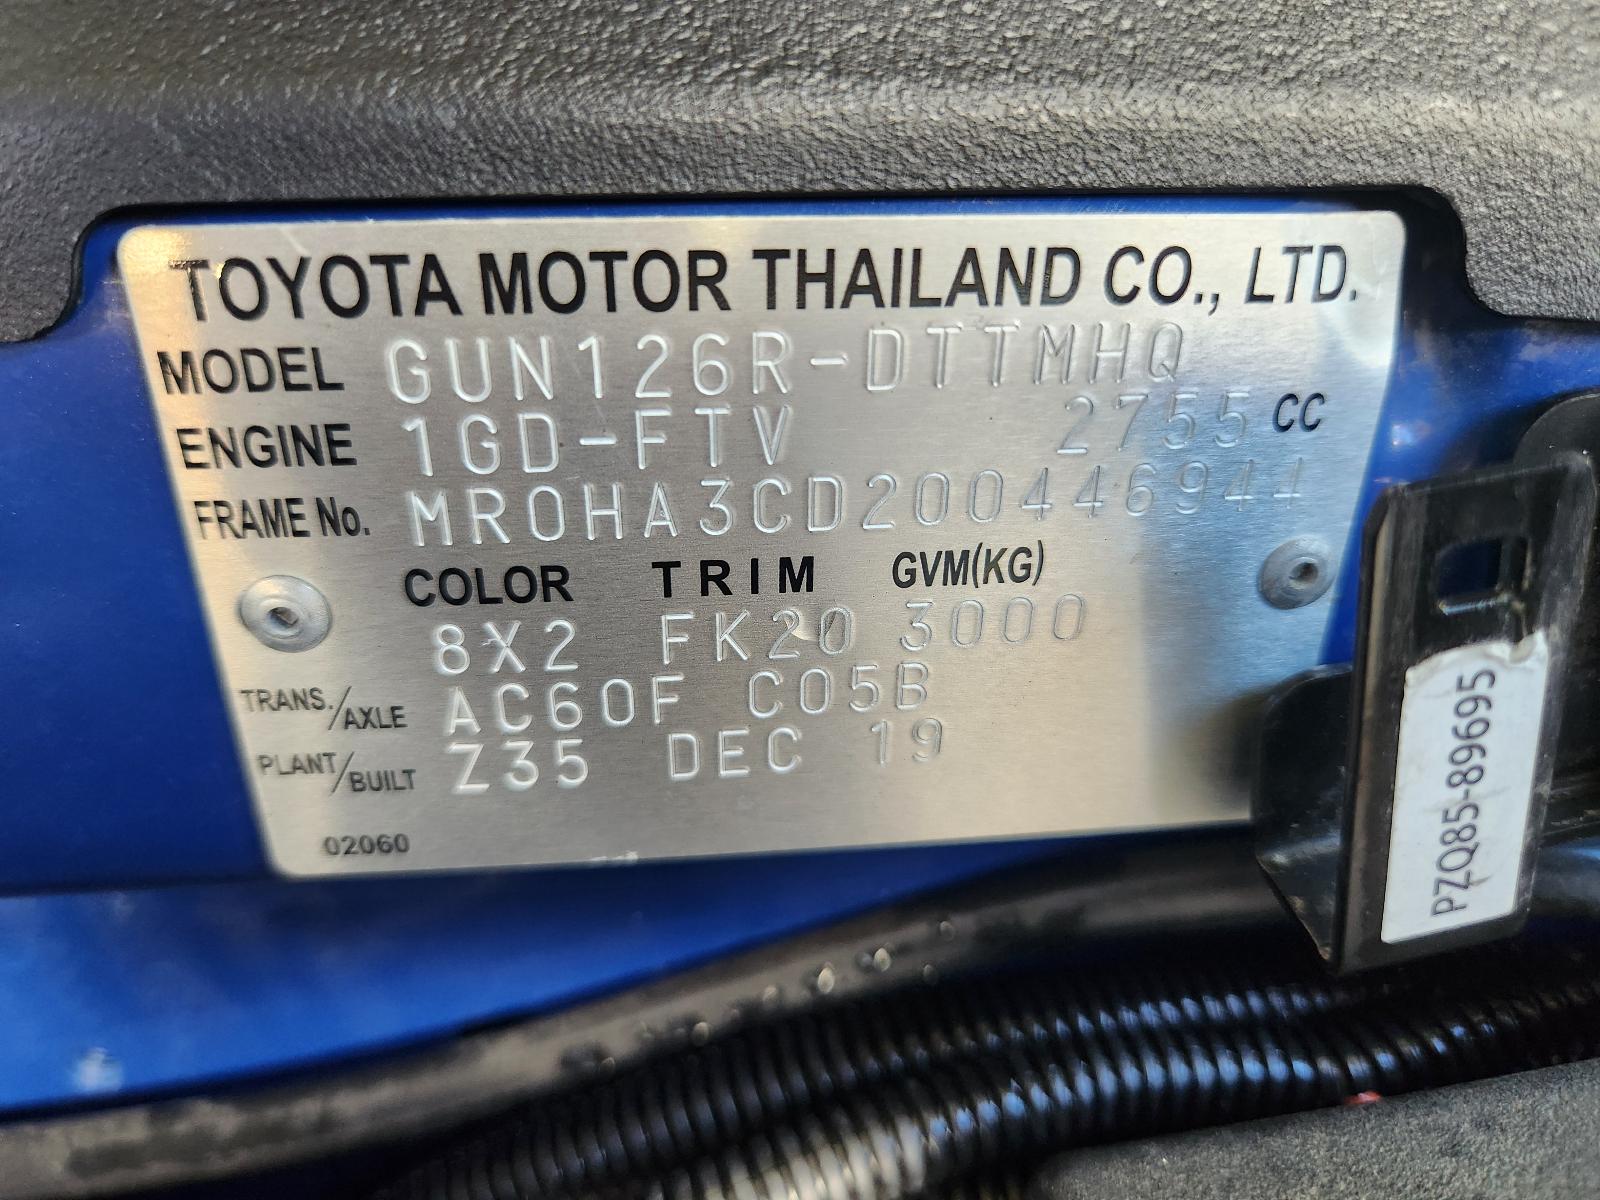 TOYOTA MOTOR THAILAND CO., LTD.
MODEL GUN126R-DTTMHQ
ENGINE 1GD-FTV 2755 CC
FRAME No. MR0HA3CD200446944
COLOR TRIM GVM(KG)
8X2 FK20 3000
TRANS./AXLE AC60F C05B
PLANT/BUILT Z35 DEC 19
02060
PZQ85-89695